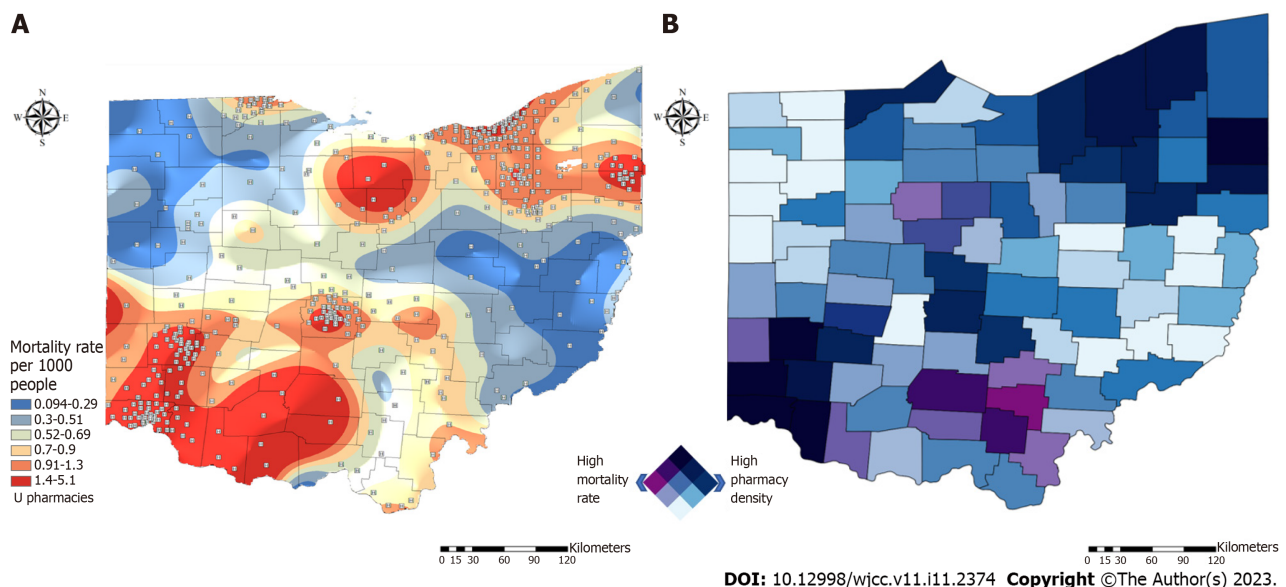 A
B
N
W E
S
N
W E
S
Mortality rate
per 1000
people
0.094-0.29
0.3-0.51
0.52-0.69
0.7-0.9
0.91-1.3
1.4-5.1
U pharmacies
High
mortality
rate
High
pharmacy
density
Kilometers
0 15 30 60 90 120
Kilometers
0 15 30 60 90 120
DOI: 10.12998/wjcc.v11.i11.2374 Copyright ©The Author(s) 2023.